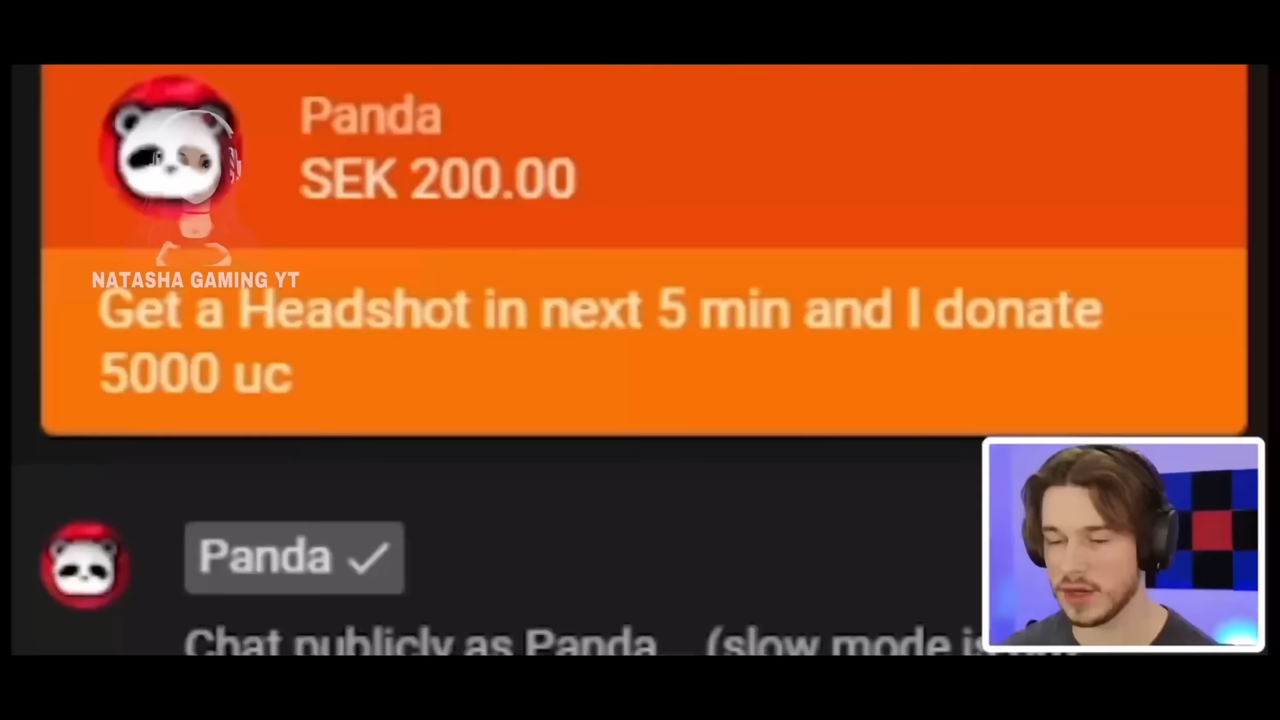 Panda
SEK 200.00
NATASHA GAMING YT
Get a Headshot in next 5 min and I donate
5000 uc
Panda
Chat publicly as Panda... (slow mode is